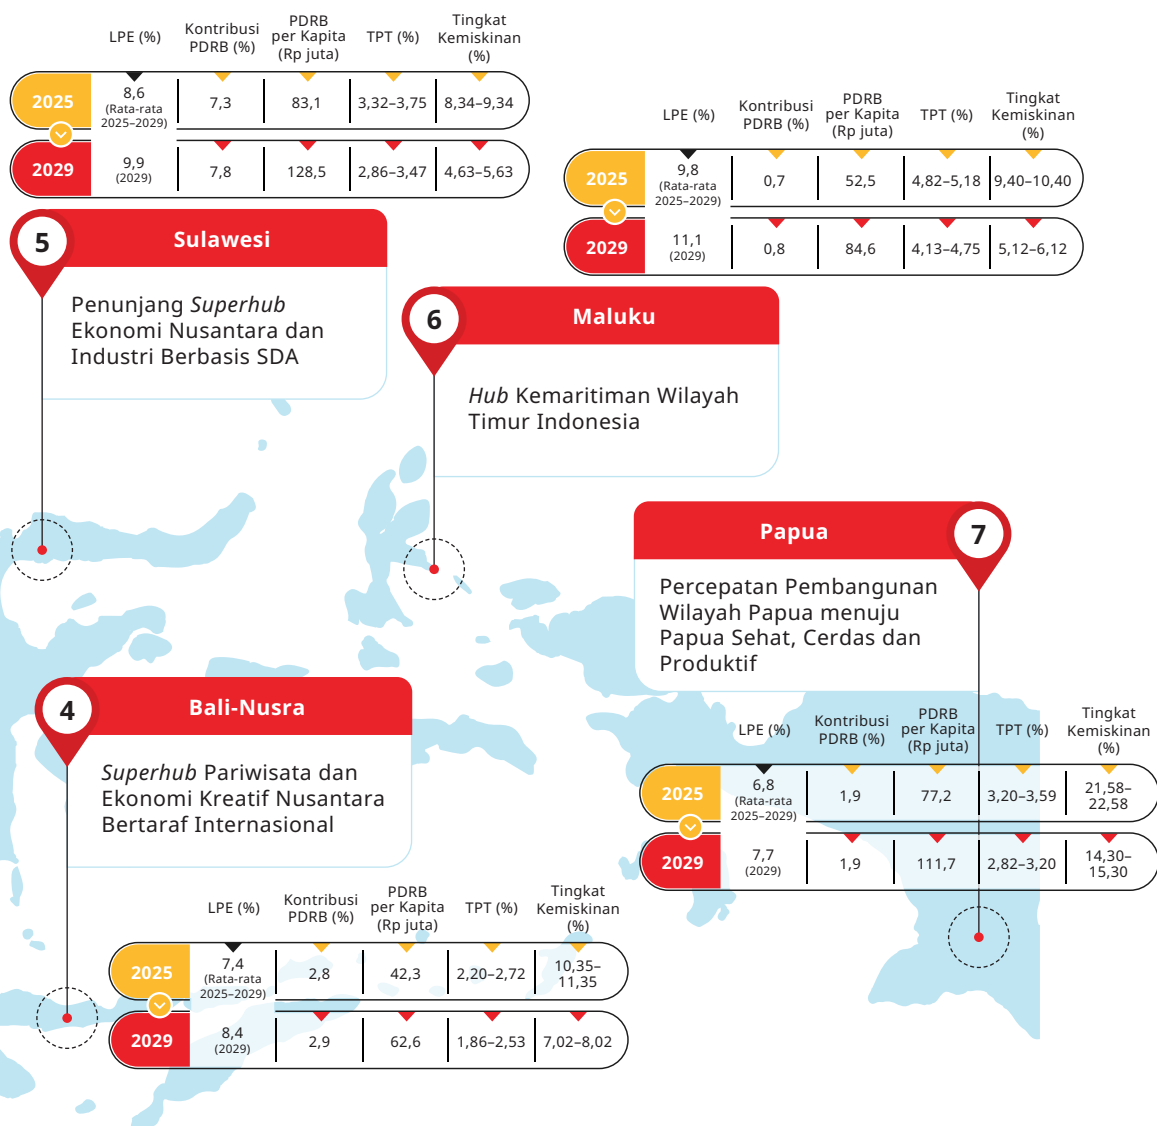 LPE (%)
Kontribusi
PDRB (%)
PDRB
per Kapita
(Rp juta)
TPT (%)
Tingkat
Kemiskinan
(%)
2025
8,6
(Rata-rata
2025–2029)
7,3
83,1
3,32–3,75
8,34–9,34
2029
9,9
(2029)
7,8
128,5
2,86–3,47
4,63–5,63
5
Sulawesi
Penunjang Superhub
Ekonomi Nusantara dan
Industri Berbasis SDA
LPE (%)
Kontribusi
PDRB (%)
PDRB
per Kapita
(Rp juta)
TPT (%)
Tingkat
Kemiskinan
(%)
2025
9,8
(Rata-rata
2025–2029)
0,7
52,5
4,82–5,18
9,40–10,40
2029
11,1
(2029)
0,8
84,6
4,13–4,75
5,12–6,12
6
Maluku
Hub Kemaritiman Wilayah
Timur Indonesia
Papua
7
Percepatan Pembangunan
Wilayah Papua menuju
Papua Sehat, Cerdas dan
Produktif
LPE (%)
Kontribusi
PDRB (%)
PDRB
per Kapita
(Rp juta)
TPT (%)
Tingkat
Kemiskinan
(%)
2025
6,8
(Rata-rata
2025–2029)
1,9
77,2
3,20–3,59
21,58–
22,58
2029
7,7
(2029)
1,9
111,7
2,82–3,20
14,30–
15,30
4
Bali-Nusra
Superhub Pariwisata dan
Ekonomi Kreatif Nusantara
Bertaraf Internasional
LPE (%)
Kontribusi
PDRB (%)
PDRB
per Kapita
(Rp juta)
TPT (%)
Tingkat
Kemiskinan
(%)
2025
7,4
(Rata-rata
2025–2029)
2,8
42,3
2,20–2,72
10,35–
11,35
2029
8,4
(2029)
2,9
62,6
1,86–2,53
7,02–8,02